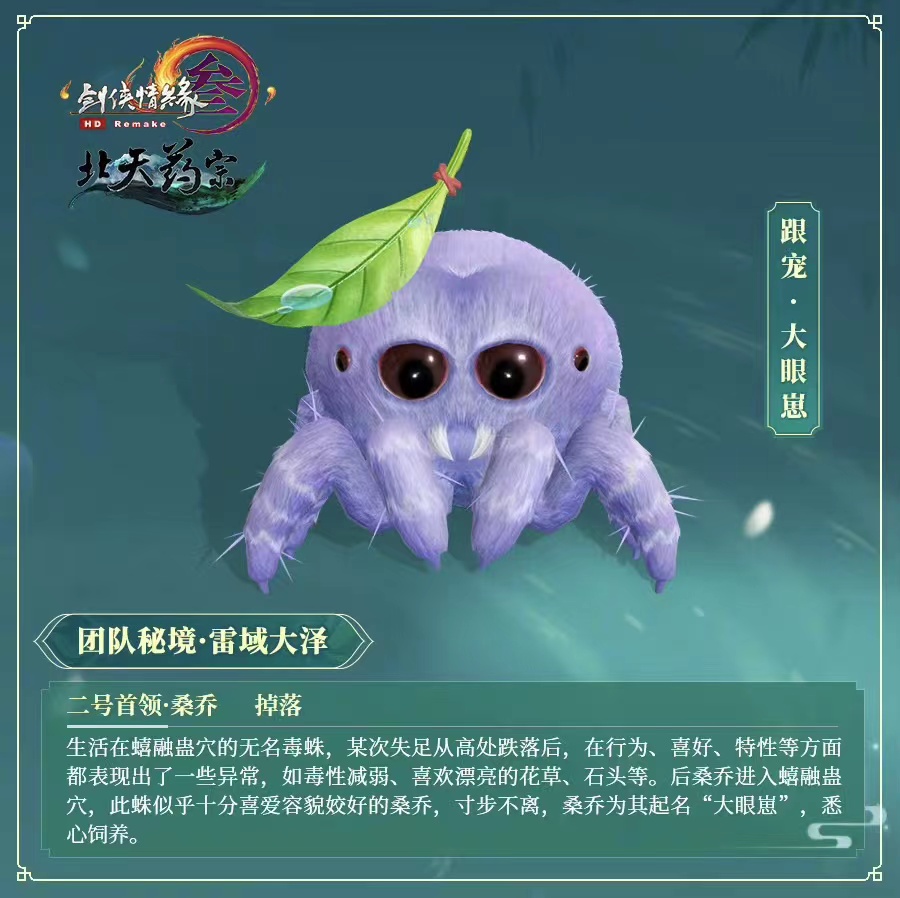 剑侠情緣叁
HD Remake
北天药宗
跟宠·大眼崽
团队秘境·雷域大泽
二号首领·桑乔 掉落
生活在蟢融蛊穴的无名毒蛛，某次失足从高处跌落后，在行为、喜好、特性等方面
都表现出了一些异常，如毒性减弱、喜欢漂亮的花草、石头等。后桑乔进入蟢融蛊
穴，此蛛似乎十分喜爱容貌姣好的桑乔，寸步不离，桑乔为其起名“大眼崽”，悉
心饲养。